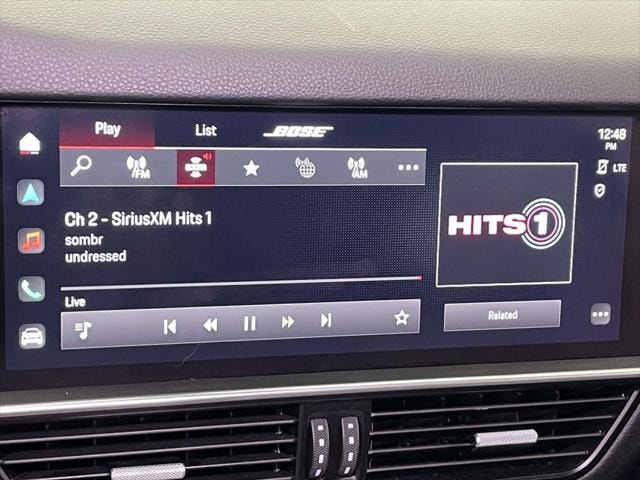 Play List BOSE 12:48
PM
LTE
/FM /AM
Ch 2 - SiriusXM Hits 1
sombr
undressed
HITS 1
Live
Related